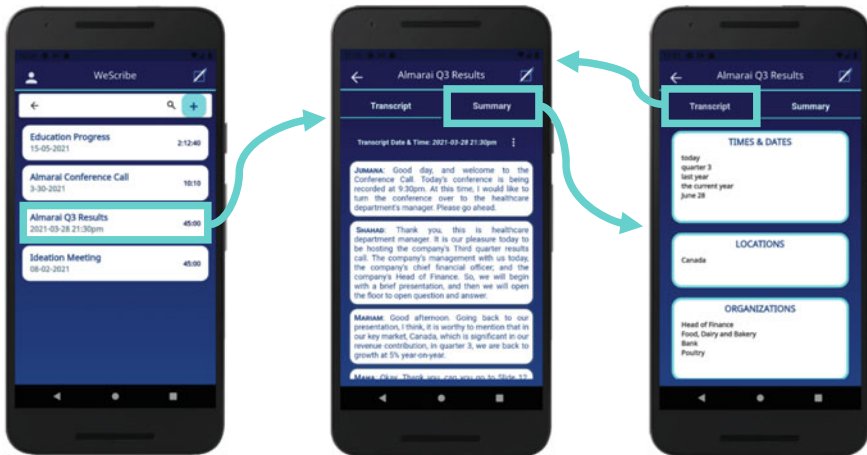 WeScribe
Education Progress
15-05-2021
2:12:40
Almarai Conference Call
3-30-2021
10:10
Almarai Q3 Results
2021-03-28 21:30pm
45:00
Ideation Meeting
08-02-2021
45:00
Almarai Q3 Results
Transcript
Summary
Transcript Date & Time: 2021-03-28 21:30pm
JUMANA: Good day, and welcome to the
Conference Call. Today's conference is being
recorded at 9:30pm. At this time, I would like to
turn the conference over to the healthcare
department's manager. Please go ahead.
SHAHAD: Thank you, this is healthcare
department manager. It is our pleasure today to
be hosting the company's Third quarter results
call. The company's management with us today,
the company's chief financial officer, and the
company's Head of Finance. So, we will begin
with a brief presentation, and then we will open
the floor to open question and answer.
MARIAM: Good afternoon. Going back to our
presentation, I think, it is worthy to mention that in
our key market, Canada, which is significant in our
revenue contribution, in quarter 3, we are back to
growth at 5% year-on-year.
MAHA: Okay. Thank you, can you go to Slide 12,
Almarai Q3 Results
Transcript
Summary
TIMES & DATES
today
quarter 3
last year
the current year
June 28
LOCATIONS
Canada
ORGANIZATIONS
Head of Finance
Food, Dairy and Bakery
Bank
Poultry